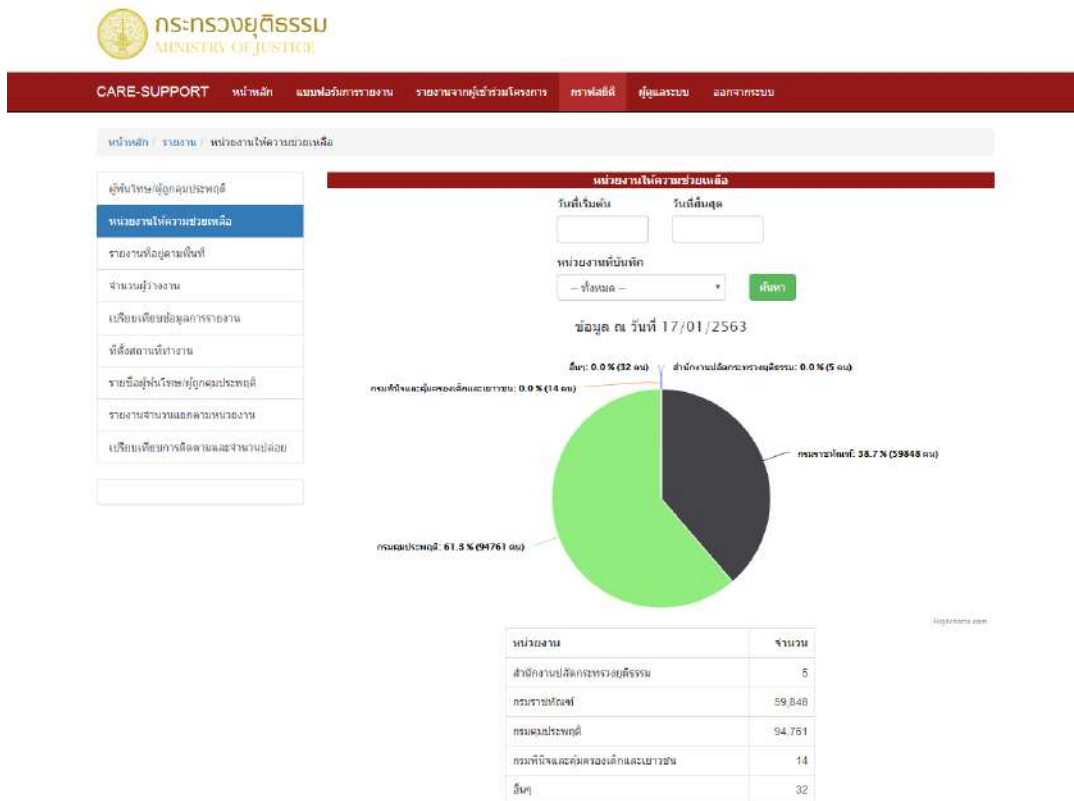 กระทรวงยุติธรรม
MINISTRY OF JUSTICE
CARE-SUPPORT หน้าหลัก แบบฟอร์มการรายงาน รายงานจากผู้เข้าร่วมโครงการ กราฟสถิติ ผู้ดูแลระบบ ออกจากระบบ
หน้าหลัก / รายงาน / หน่วยงานให้ความช่วยเหลือ
ผู้พ้นโทษ/ผู้ถูกคุมประพฤติ
หน่วยงานให้ความช่วยเหลือ
รายงานที่อยู่ตามพื้นที่
จำนวนผู้ว่างงาน
เปรียบเทียบข้อมูลการรายงาน
ที่ตั้งสถานที่ทำงาน
รายชื่อผู้พ้นโทษ/ผู้ถูกคุมประพฤติ
รายงานจำนวนแยกตามหน่วยงาน
เปรียบเทียบการติดตามและจำนวนปล่อย
หน่วยงานให้ความช่วยเหลือ
วันที่เริ่มต้น วันที่สิ้นสุด
หน่วยงานที่บันทึก
-- ทั้งหมด -- ค้นหา
ข้อมูล ณ วันที่ 17/01/2563
อื่นๆ: 0.0 % (32 คน) สำนักงานปลัดกระทรวงยุติธรรม: 0.0 % (5 คน)
กรมพินิจและคุ้มครองเด็กและเยาวชน: 0.0 % (14 คน)
กรมราชทัณฑ์: 38.7 % (59848 คน)
กรมคุมประพฤติ: 61.3 % (94761 คน)
Highcharts.com
หน่วยงาน จำนวน
สำนักงานปลัดกระทรวงยุติธรรม 5
กรมราชทัณฑ์ 59,848
กรมคุมประพฤติ 94,761
กรมพินิจและคุ้มครองเด็กและเยาวชน 14
อื่นๆ 32